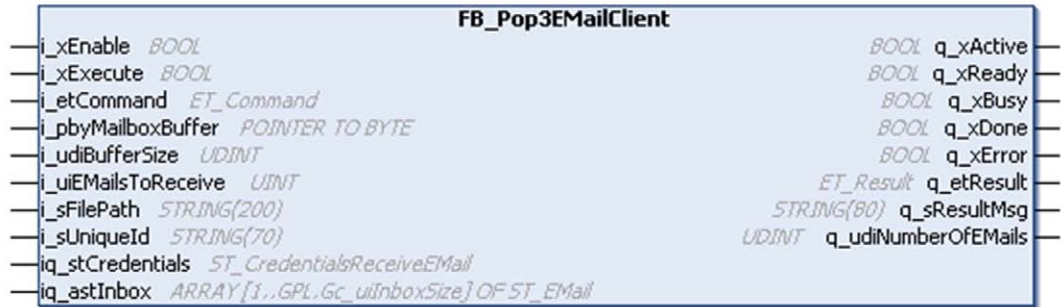 FB_Pop3EMailClient
i_xEnable BOOL BOOL q_xActive
i_xExecute BOOL BOOL q_xReady
i_etCommand ET_Command BOOL q_xBusy
i_pbyMailboxBuffer POINTER TO BYTE BOOL q_xDone
i_udiBufferSize UDINT BOOL q_xError
i_uiEMailsToReceive UINT ET_Result q_etResult
i_sFilePath STRING(200) STRING(80) q_sResultMsg
i_sUniqueId STRING(70) UDINT q_udiNumberOfEMails
iq_stCredentials ST_CredentialsReceiveEMail
iq_astInbox ARRAY [1..GPL.Gc_uiInboxSize] OF ST_EMail